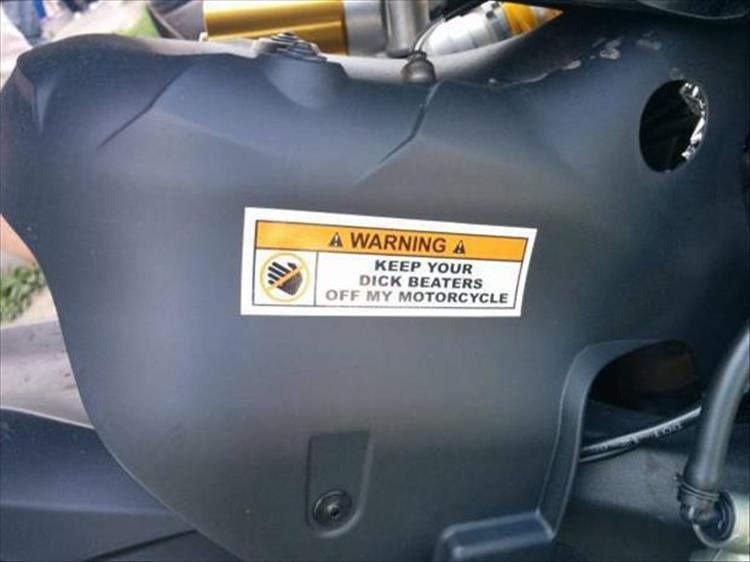 WARNING
KEEP YOUR
DICK BEATERS
OFF MY MOTORCYCLE